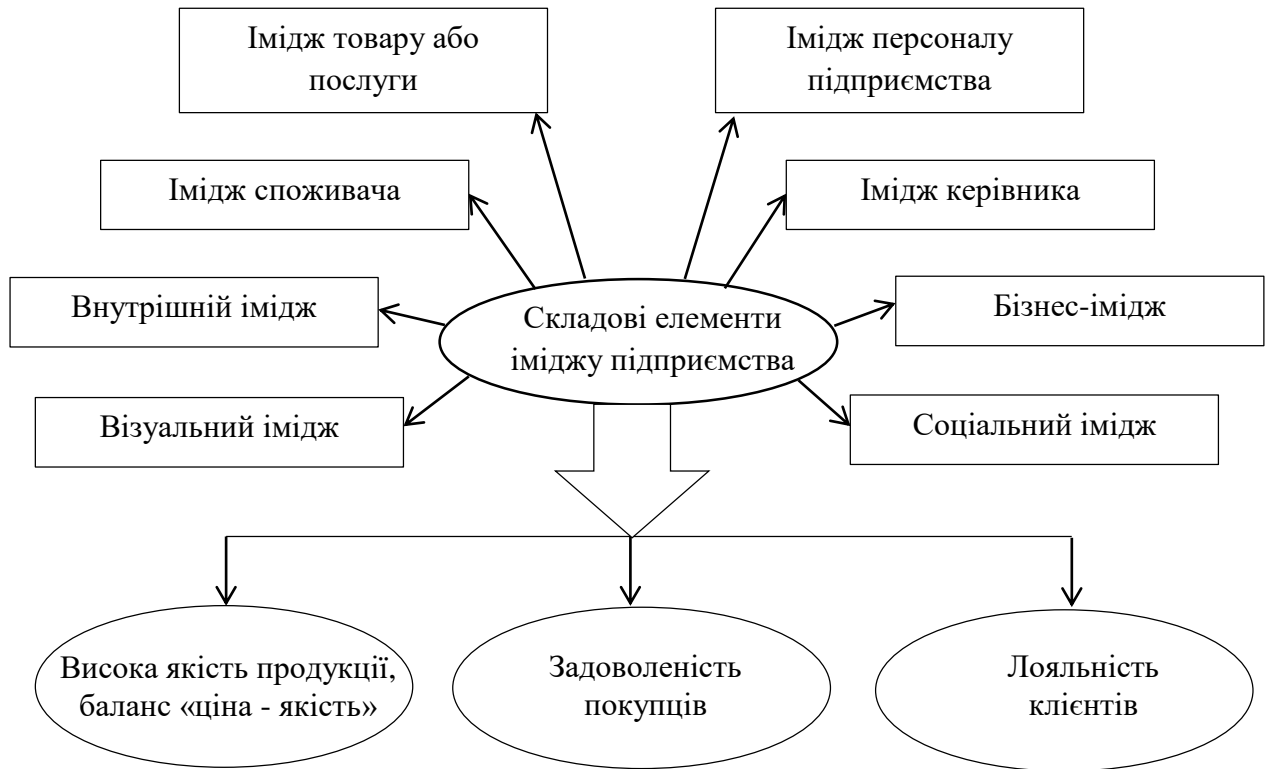 Імідж товару або
послуги
Імідж персоналу
підприємства
Імідж споживача
Імідж керівника
Внутрішній імідж
Бізнес-імідж
Складові елементи
іміджу підприємства
Візуальний імідж
Соціальний імідж
Висока якість продукції,
баланс «ціна - якість»
Задоволеність
покупців
Лояльність
клієнтів